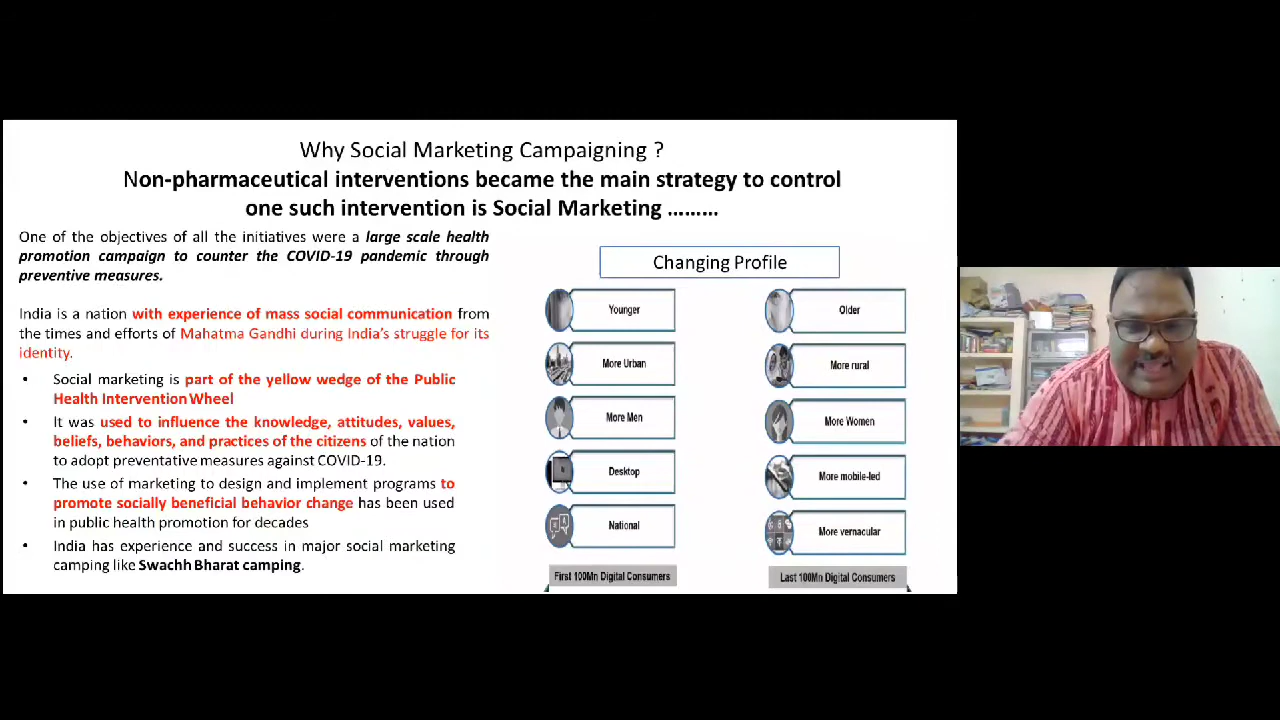 Why Social Marketing Campaigning ?
Non-pharmaceutical interventions became the main strategy to control
one such intervention is Social Marketing .........
One of the objectives of all the initiatives were a large scale health
promotion campaign to counter the COVID-19 pandemic through
preventive measures.
India is a nation with experience of mass social communication from
the times and efforts of Mahatma Gandhi during India's struggle for its
identity.
• Social marketing is part of the yellow wedge of the Public
Health Intervention Wheel
• It was used to influence the knowledge, attitudes, values,
beliefs, behaviors, and practices of the citizens of the nation
to adopt preventative measures against COVID-19.
• The use of marketing to design and implement programs to
promote socially beneficial behavior change has been used
in public health promotion for decades
• India has experience and success in major social marketing
camping like Swachh Bharat camping.
Changing Profile
Younger
More Urban
More Men
Desktop
National
First 100Mn Digital Consumers
Older
More rural
More Women
More mobile-led
More vernacular
Last 100Mn Digital Consumers